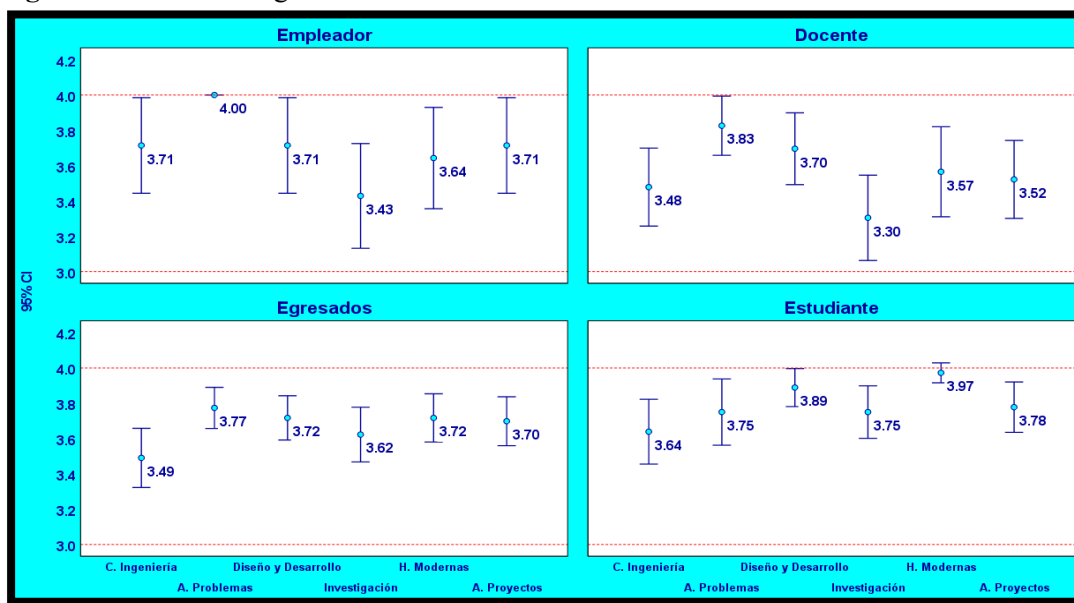 Empleador
Docente
4.2
4.0
3.8
3.6
3.4
3.2
3.0
3.71
4.00
3.71
3.43
3.64
3.71
3.48
3.83
3.70
3.30
3.57
3.52
95% CI
Egresados
Estudiante
4.2
4.0
3.8
3.6
3.4
3.2
3.0
3.49
3.77
3.72
3.62
3.72
3.70
3.64
3.75
3.89
3.75
3.97
3.78
C. Ingeniería
Diseño y Desarrollo
H. Modernas
A. Problemas
Investigación
A. Proyectos
C. Ingeniería
Diseño y Desarrollo
H. Modernas
A. Problemas
Investigación
A. Proyectos